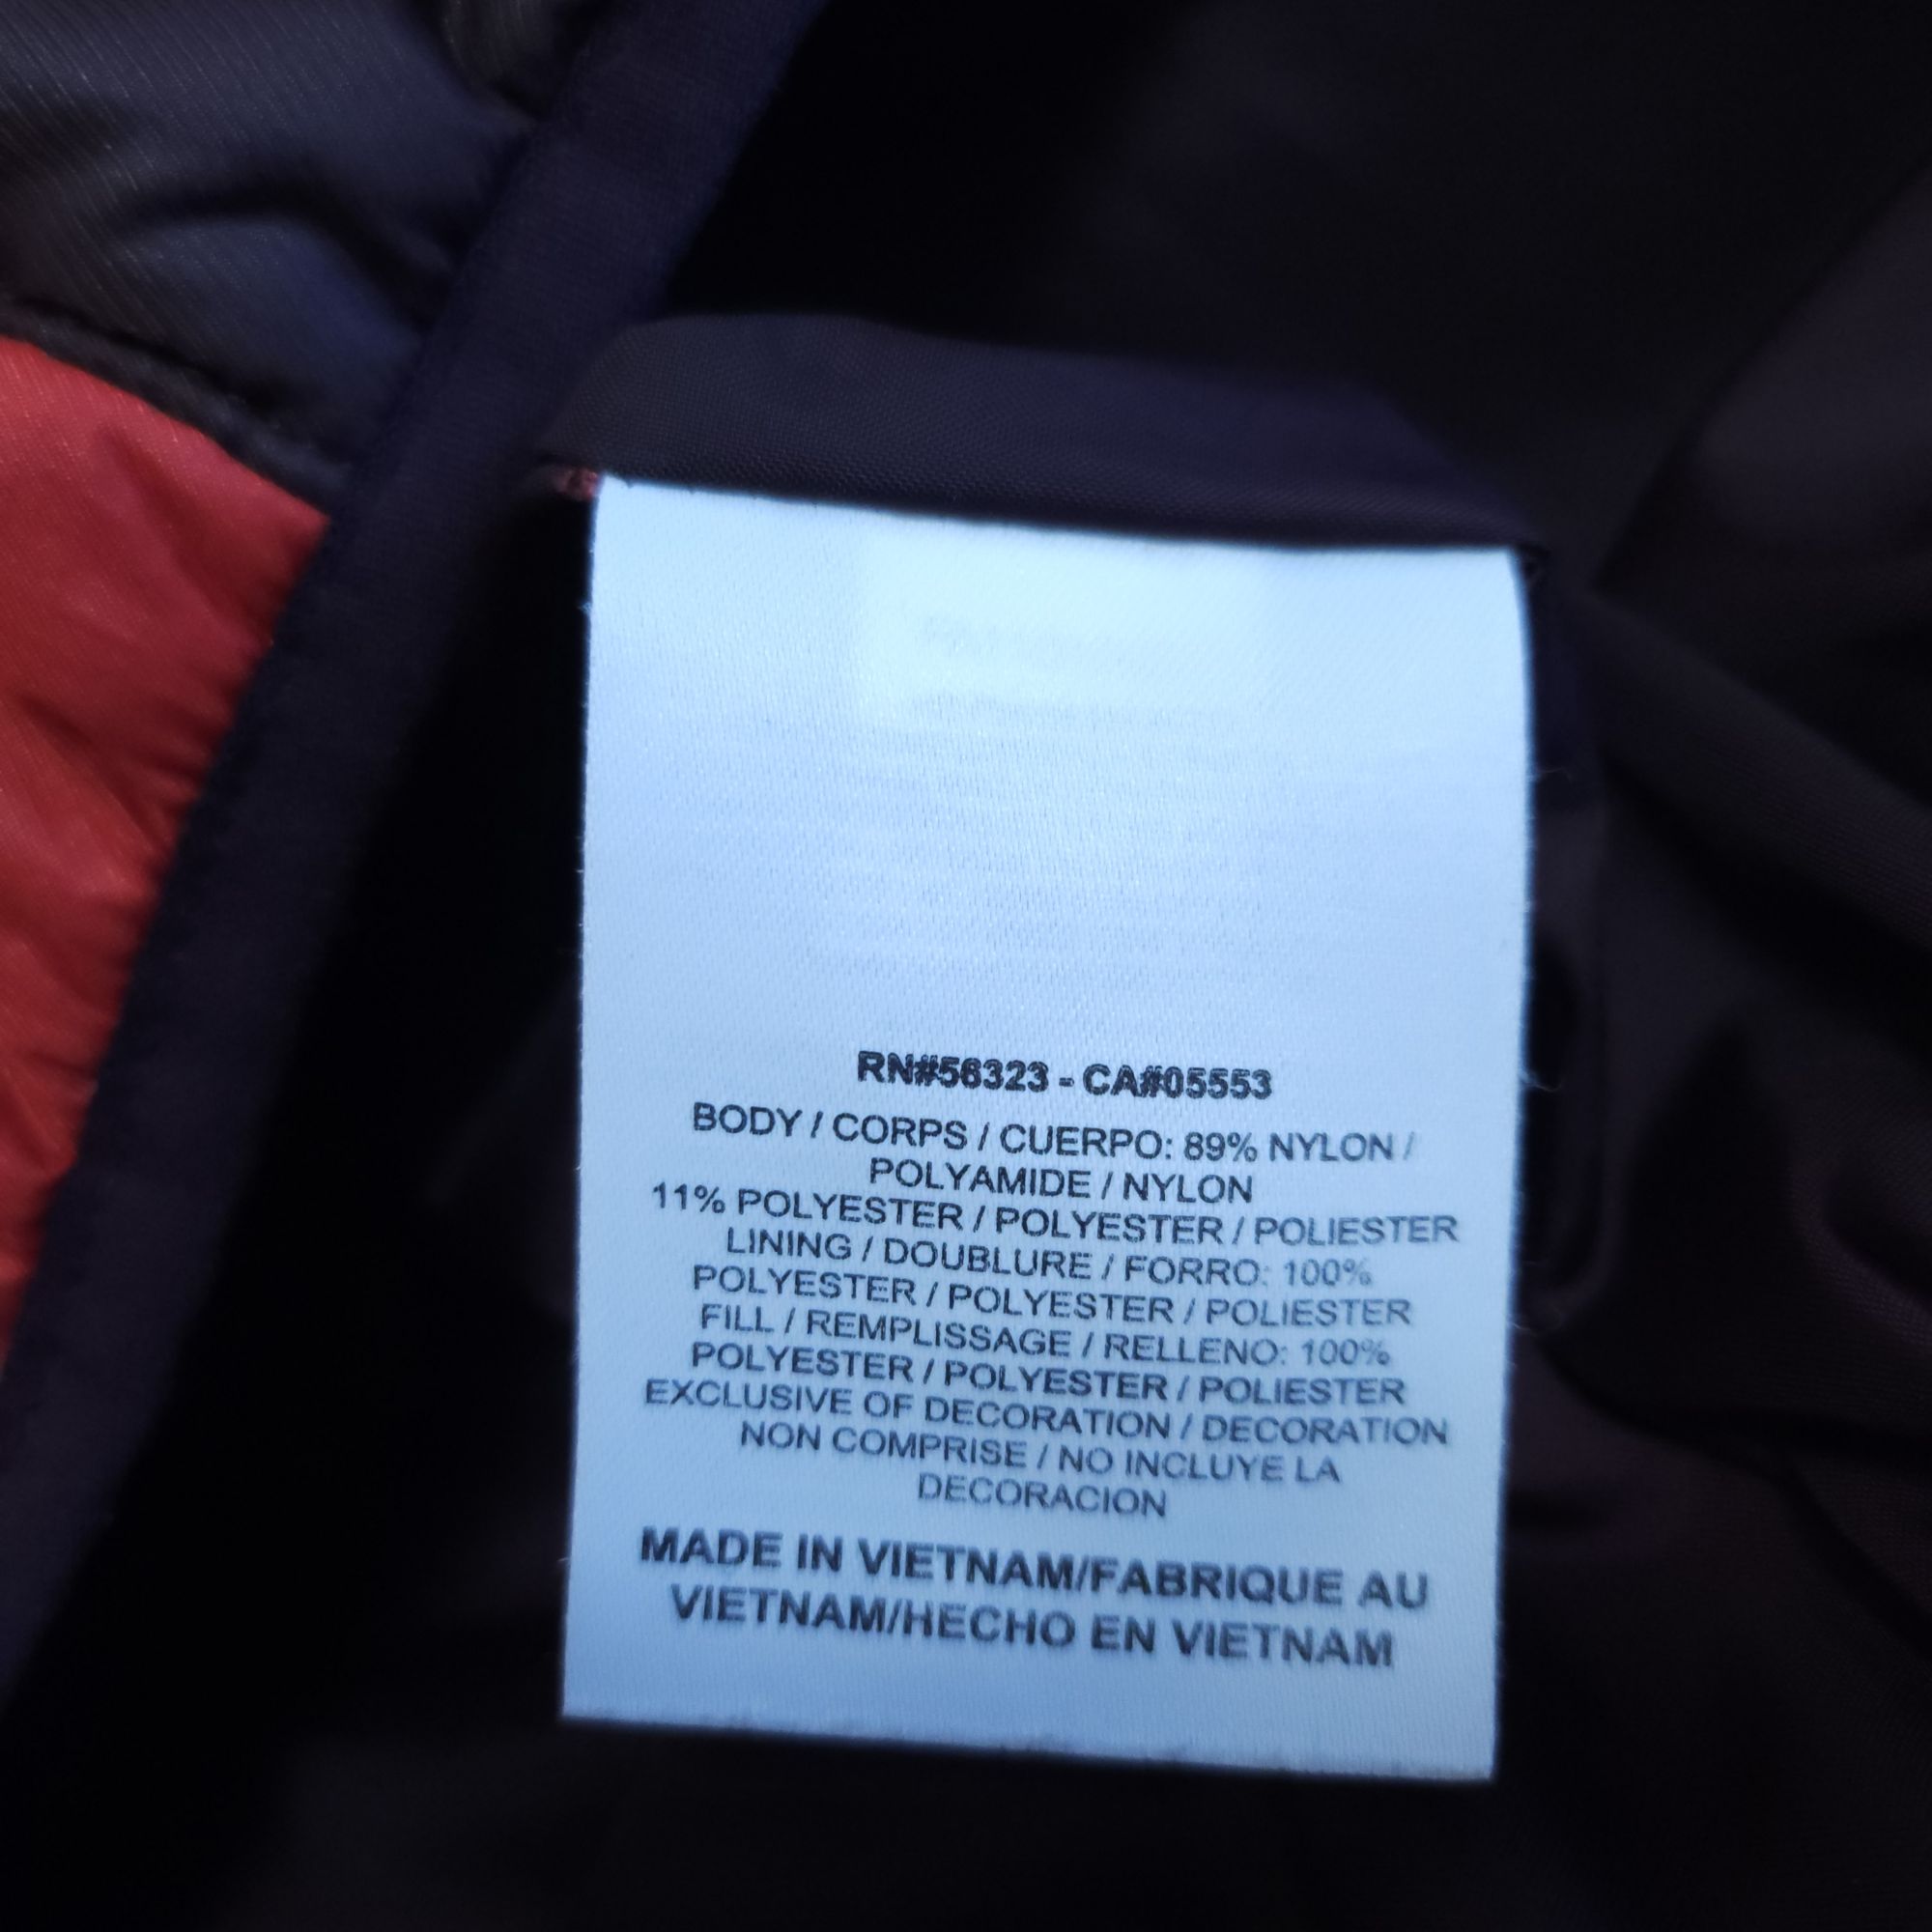 RN#56323 - CA#05553
BODY / CORPS / CUERPO: 89% NYLON /
POLYAMIDE / NYLON
11% POLYESTER / POLYESTER / POLIESTER
LINING / DOUBLURE / FORRO: 100%
POLYESTER / POLYESTER / POLIESTER
FILL / REMPLISSAGE / RELLENO: 100%
POLYESTER / POLYESTER / POLIESTER
EXCLUSIVE OF DECORATION / DECORATION
NON COMPRISE / NO INCLUYE LA
DECORACION
MADE IN VIETNAM/FABRIQUE AU
VIETNAM/HECHO EN VIETNAM